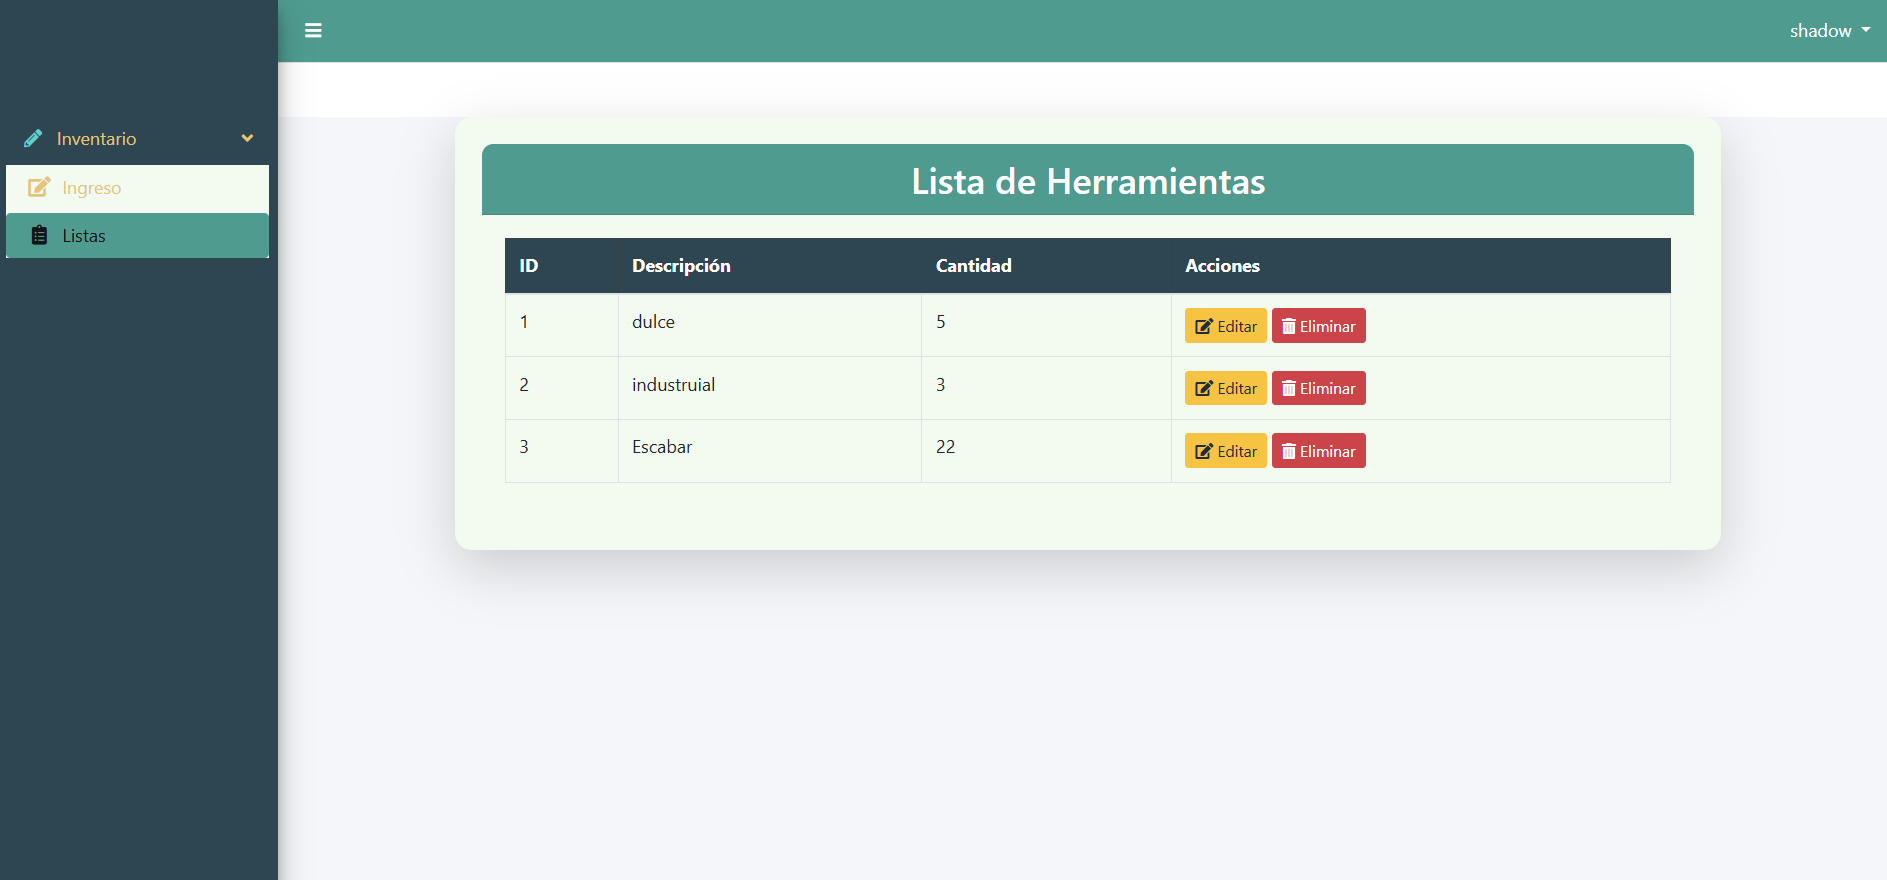 shadow
Inventario
Ingreso
Listas
Lista de Herramientas
ID Descripción Cantidad Acciones
1 dulce 5 Editar Eliminar
2 industruial 3 Editar Eliminar
3 Escabar 22 Editar Eliminar